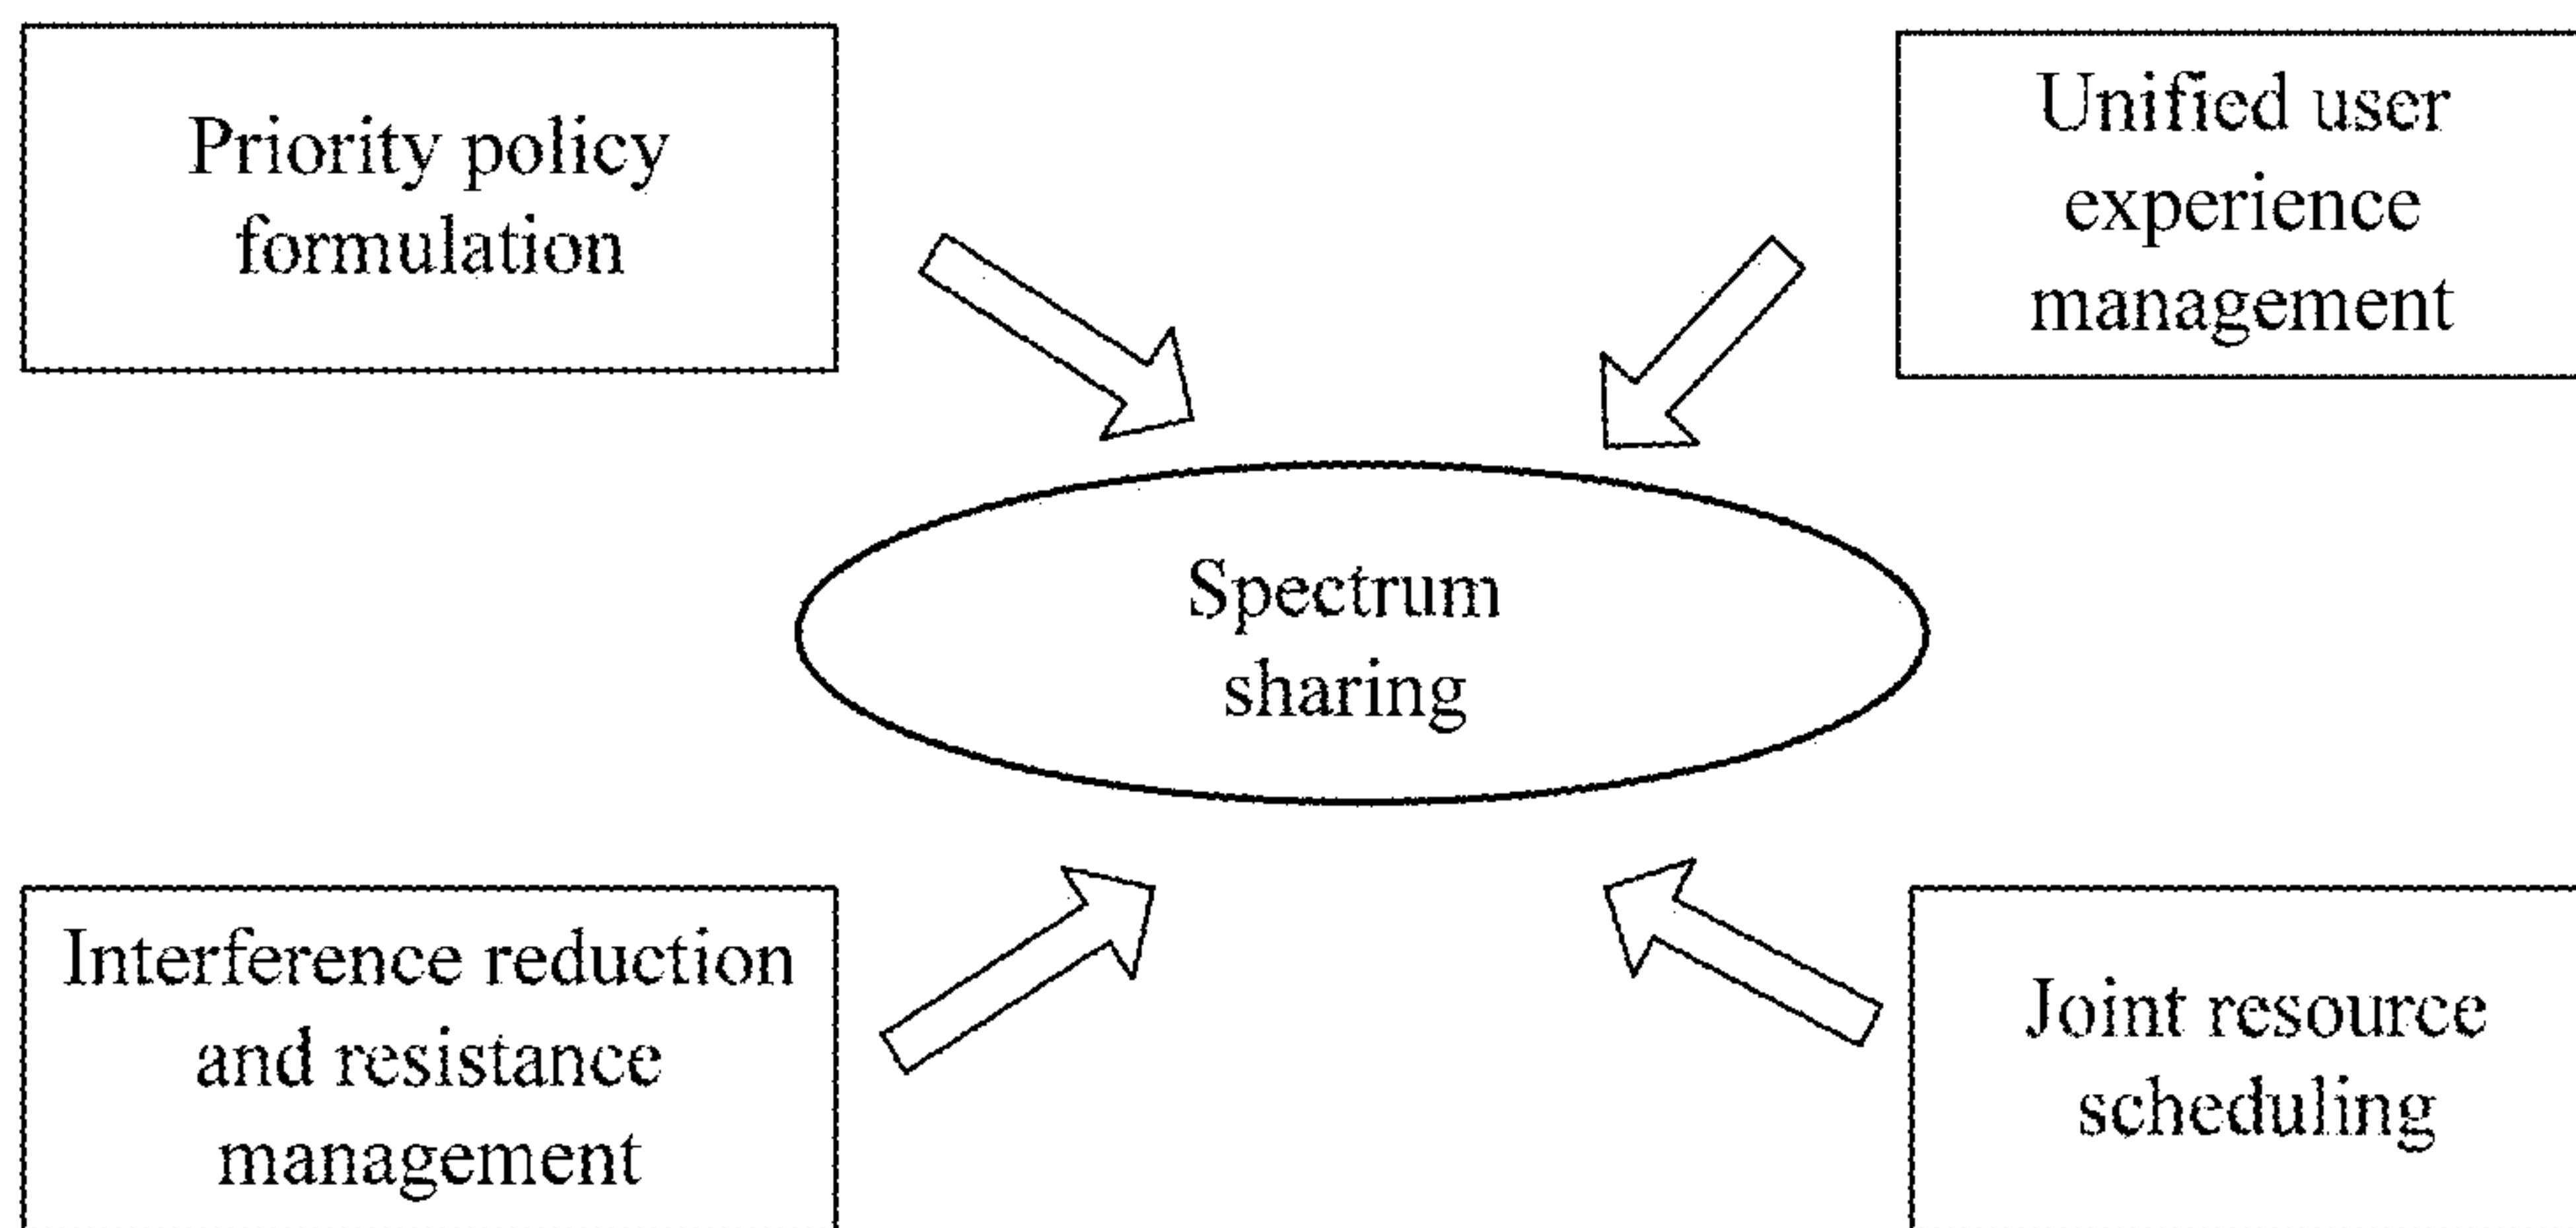 Priority policy
formulation
Unified user
experience
management
Spectrum
sharing
Interference reduction
and resistance
management
Joint resource
scheduling